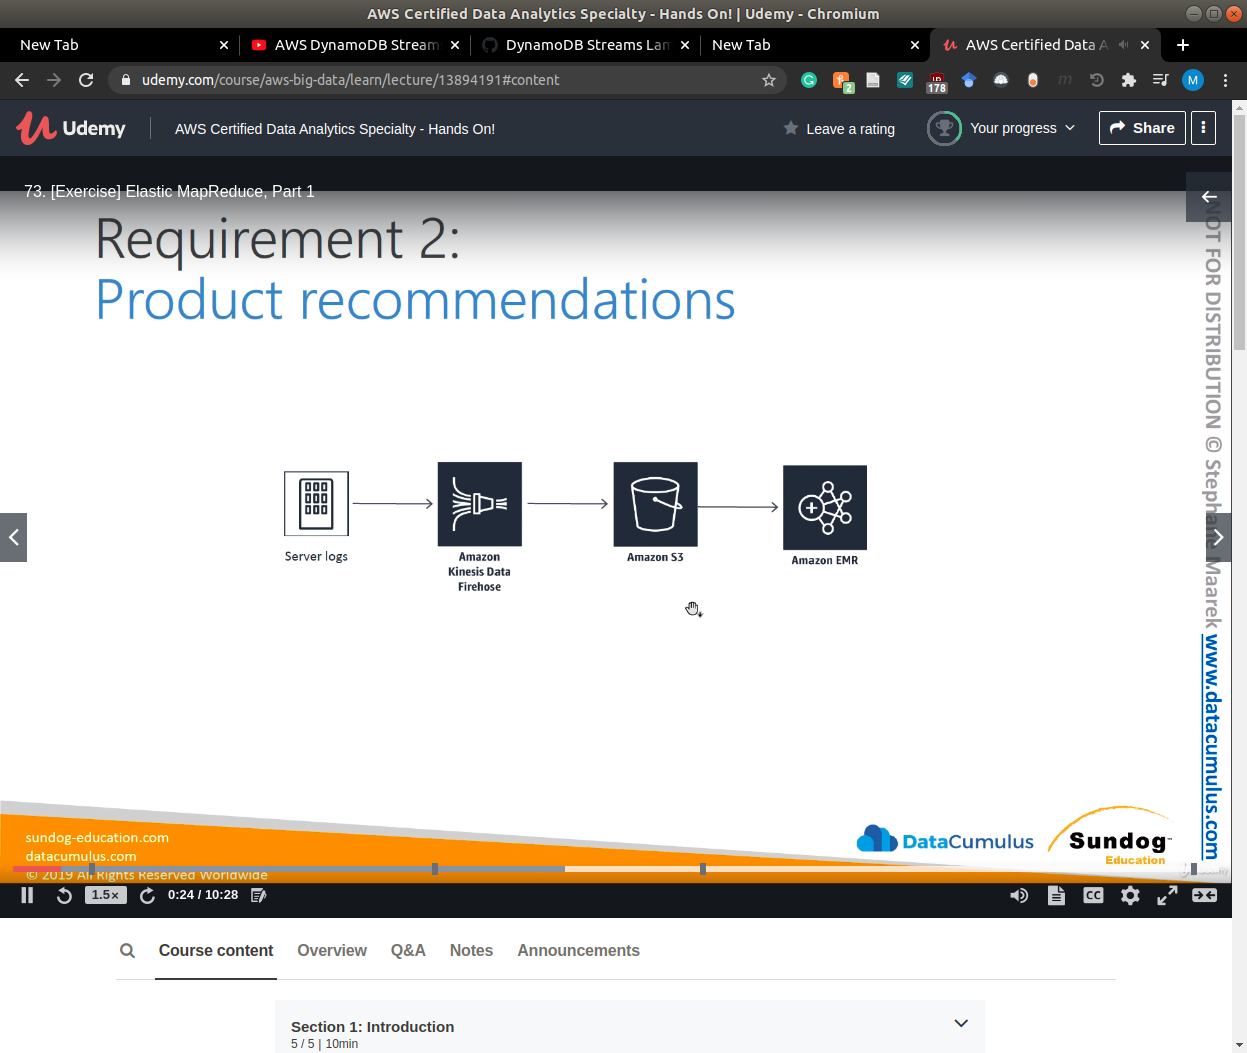 AWS Certified Data Analytics Specialty - Hands On! | Udemy - Chromium
New Tab
AWS DynamoDB Stream
DynamoDB Streams Lam
New Tab
AWS Certified Data A
udemy.com/course/aws-big-data/learn/lecture/13894191#content
2
178
M
Udemy
AWS Certified Data Analytics Specialty - Hands On!
Leave a rating
Your progress
Share
73. [Exercise] Elastic MapReduce, Part 1
Requirement 2:
Product recommendations
Server logs
Amazon
Kinesis Data
Firehose
Amazon S3
Amazon EMR
NOT FOR DISTRIBUTION © Stephane Maarek www.datacumulus.com
sundog-education.com
datacumulus.com
© 2019 All Rights Reserved Worldwide
DataCumulus
Sundog
Education
1.5×
0:24 / 10:28
CC
Course content
Overview
Q&A
Notes
Announcements
Section 1: Introduction
5 / 5 | 10min